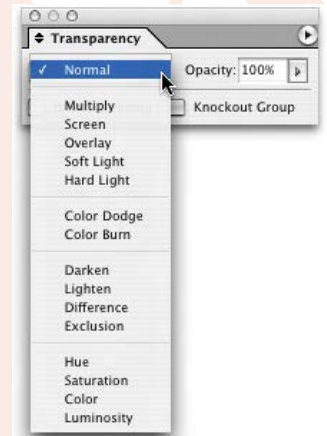 Transparency
Normal Opacity: 100%
Multiply Knockout Group
Screen
Overlay
Soft Light
Hard Light
Color Dodge
Color Burn
Darken
Lighten
Difference
Exclusion
Hue
Saturation
Color
Luminosity